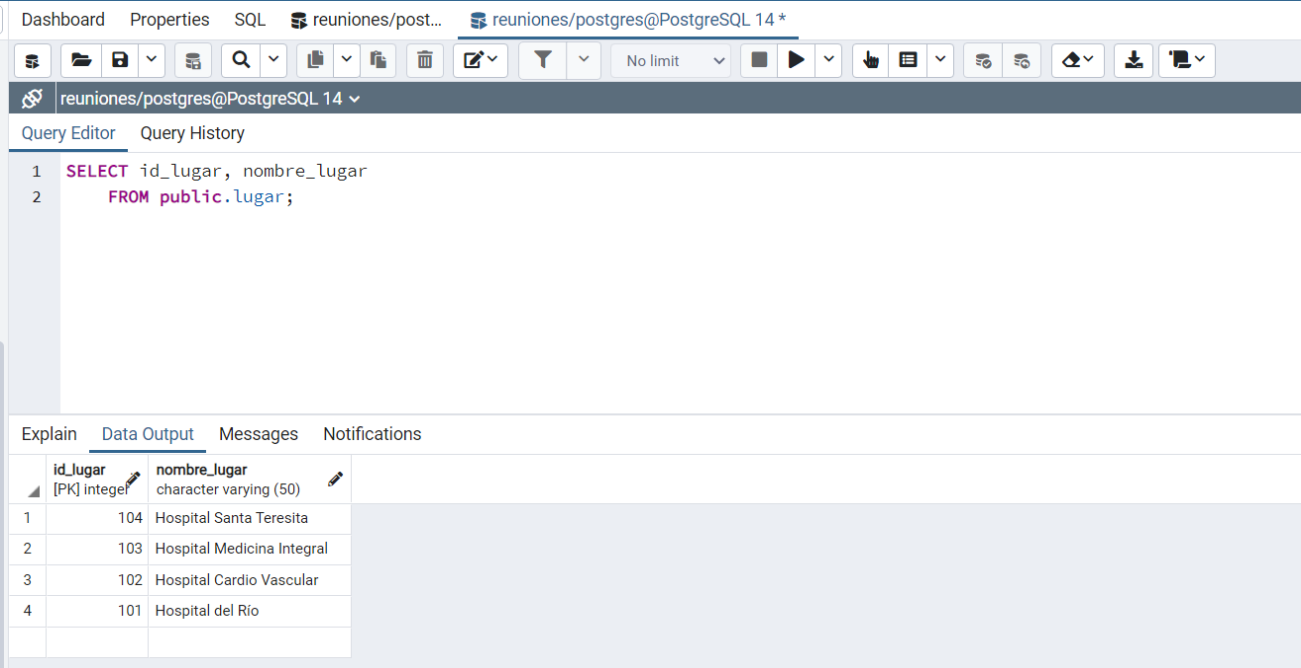 Dashboard Properties SQL reuniones/post... reuniones/postgres@PostgreSQL 14 *
No limit
reuniones/postgres@PostgreSQL 14
Query Editor Query History
1 SELECT id_lugar, nombre_lugar
2 FROM public.lugar;
Explain Data Output Messages Notifications
id_lugar nombre_lugar
[PK] integer character varying (50)
1 104 Hospital Santa Teresita
2 103 Hospital Medicina Integral
3 102 Hospital Cardio Vascular
4 101 Hospital del Río